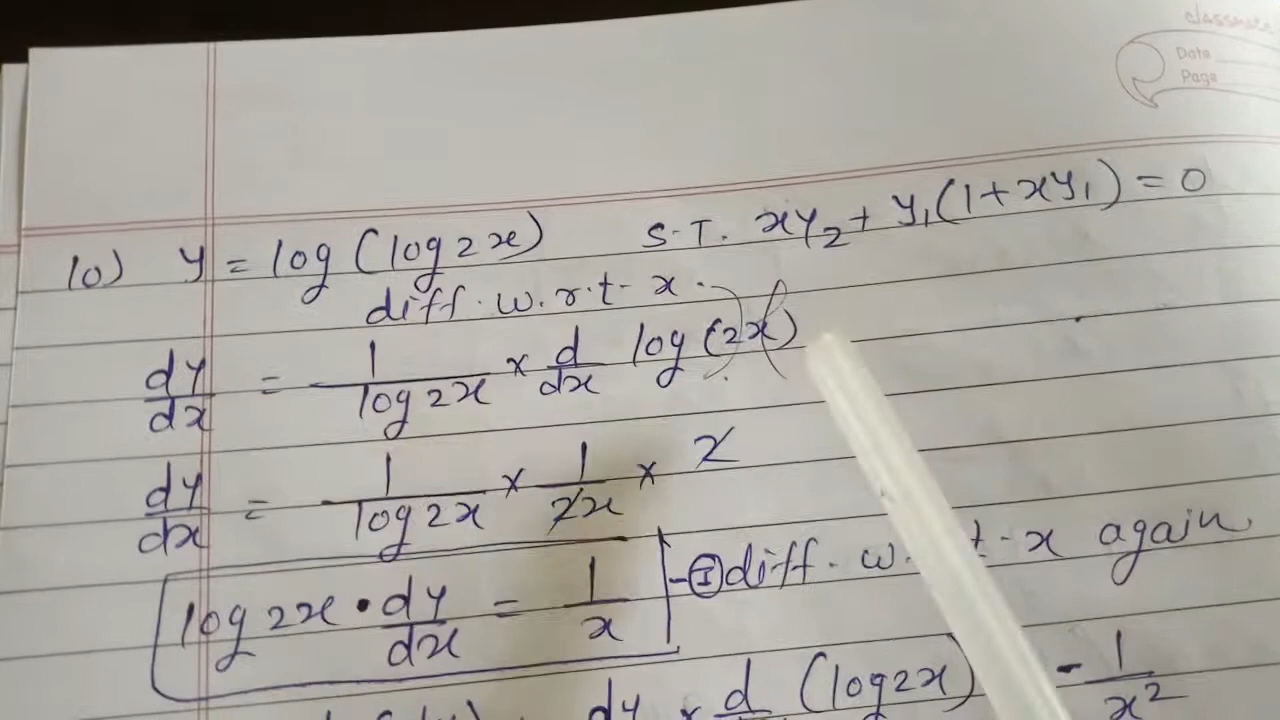 classmate
Date
Page
10) y = log (log 2x) S.T. xy₂ + y₁(1+xy₁) = 0
diff. w.r.t. x.
dy/dx = 1/log 2x × d/dx log (2x)
dy/dx = 1/log 2x × 1/2x × 2
log 2x • dy/dx = 1/x - ① diff. w. t. x again
dy × d (log 2x) - 1/x²